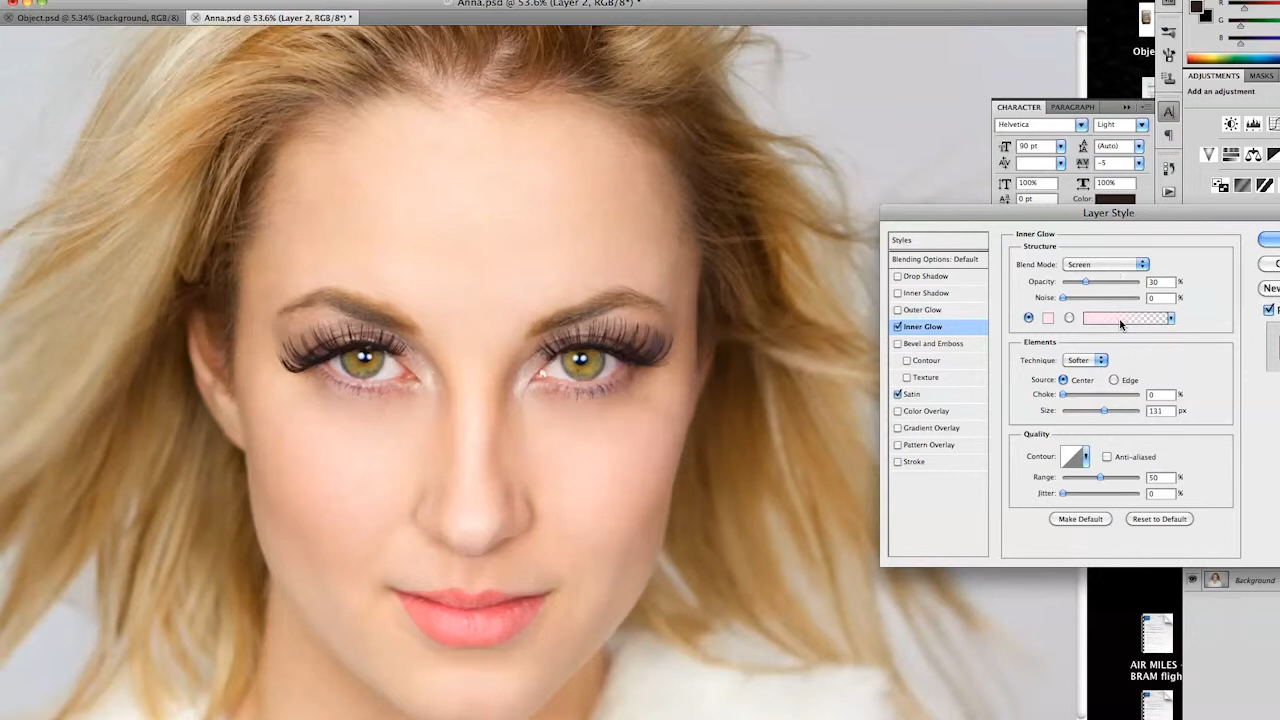 Anna.psd @ 53.6% (Layer 2, RGB/8*) *
Object.psd @ 5.34% (background, RGB/8)
Anna.psd @ 53.6% (Layer 2, RGB/8*) *
R
G
B
ADJUSTMENTS
MASKS
Add an adjustment
CHARACTER
PARAGRAPH
Helvetica
Light
90 pt
(Auto)
-5
100%
100%
0 pt
Color:
Layer Style
Styles
Blending Options: Default
Drop Shadow
Inner Shadow
Outer Glow
Inner Glow
Bevel and Emboss
Contour
Texture
Satin
Color Overlay
Gradient Overlay
Pattern Overlay
Stroke
Inner Glow
Structure
Blend Mode: Screen
Opacity: 30 %
Noise: 0 %
Elements
Technique: Softer
Source: Center Edge
Choke: 0 %
Size: 131 px
Quality
Contour: Anti-aliased
Range: 50 %
Jitter: 0 %
Make Default
Reset to Default
New
Background
AIR MILES -
BRAM fligh